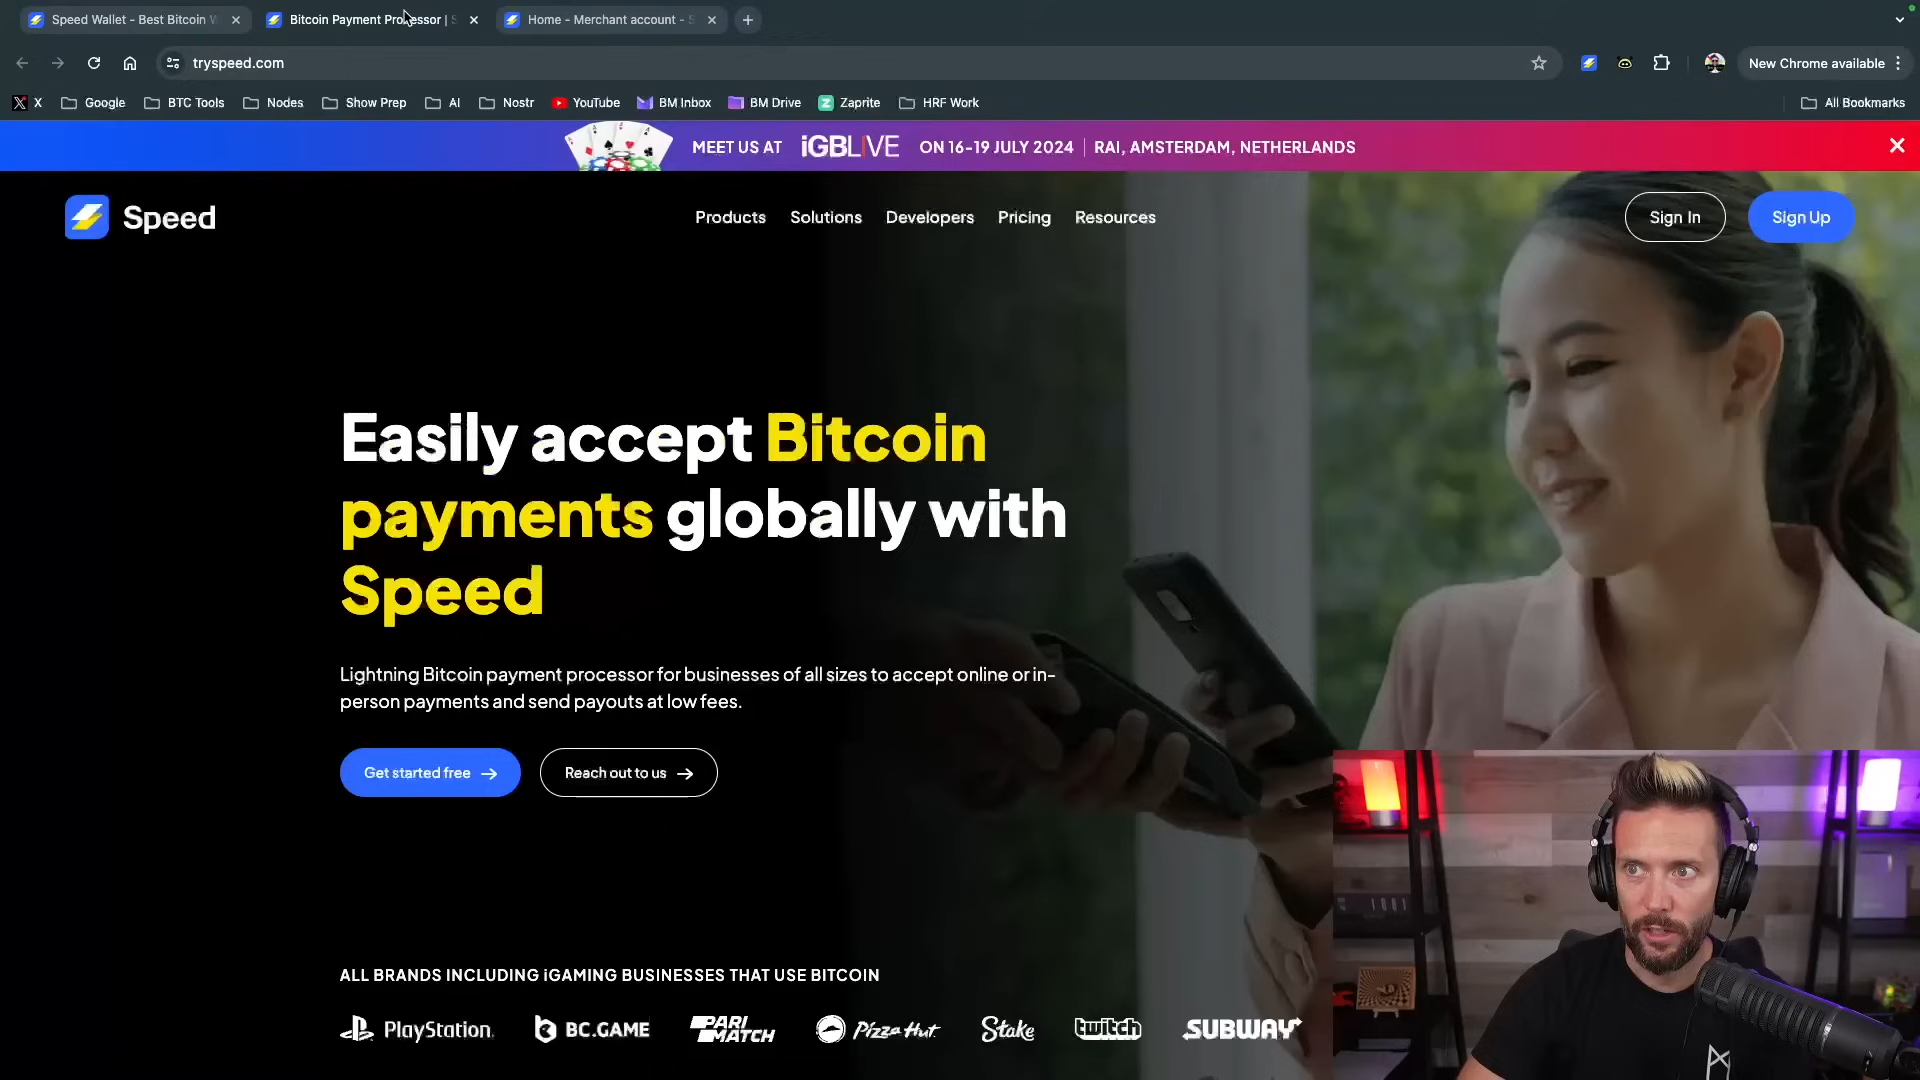 Speed Wallet - Best Bitcoin W
Bitcoin Payment Processor | S
Home - Merchant account - S
tryspeed.com
New Chrome available
X
Google
BTC Tools
Nodes
Show Prep
AI
Nostr
YouTube
BM Inbox
BM Drive
Zaprite
HRF Work
All Bookmarks
MEET US AT iGBLIVE ON 16-19 JULY 2024 | RAI, AMSTERDAM, NETHERLANDS
Speed
Products
Solutions
Developers
Pricing
Resources
Sign In
Sign Up
Easily accept Bitcoin
payments globally with
Speed
Lightning Bitcoin payment processor for businesses of all sizes to accept online or in-
person payments and send payouts at low fees.
Get started free →
Reach out to us →
ALL BRANDS INCLUDING iGAMING BUSINESSES THAT USE BITCOIN
PlayStation.
BC.GAME
PARI
MATCH
Pizza Hut
Stake
twitch
SUBWAY